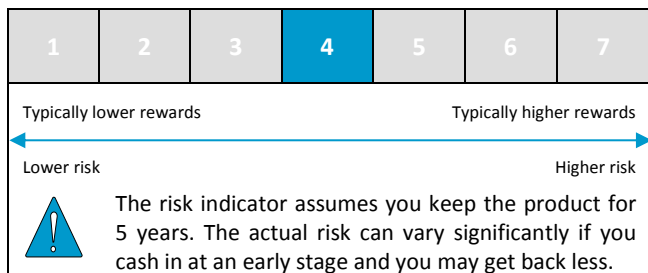 1 2 3 4 5 6 7
Typically lower rewards Typically higher rewards
Lower risk Higher risk
The risk indicator assumes you keep the product for
5 years. The actual risk can vary significantly if you
cash in at an early stage and you may get back less.